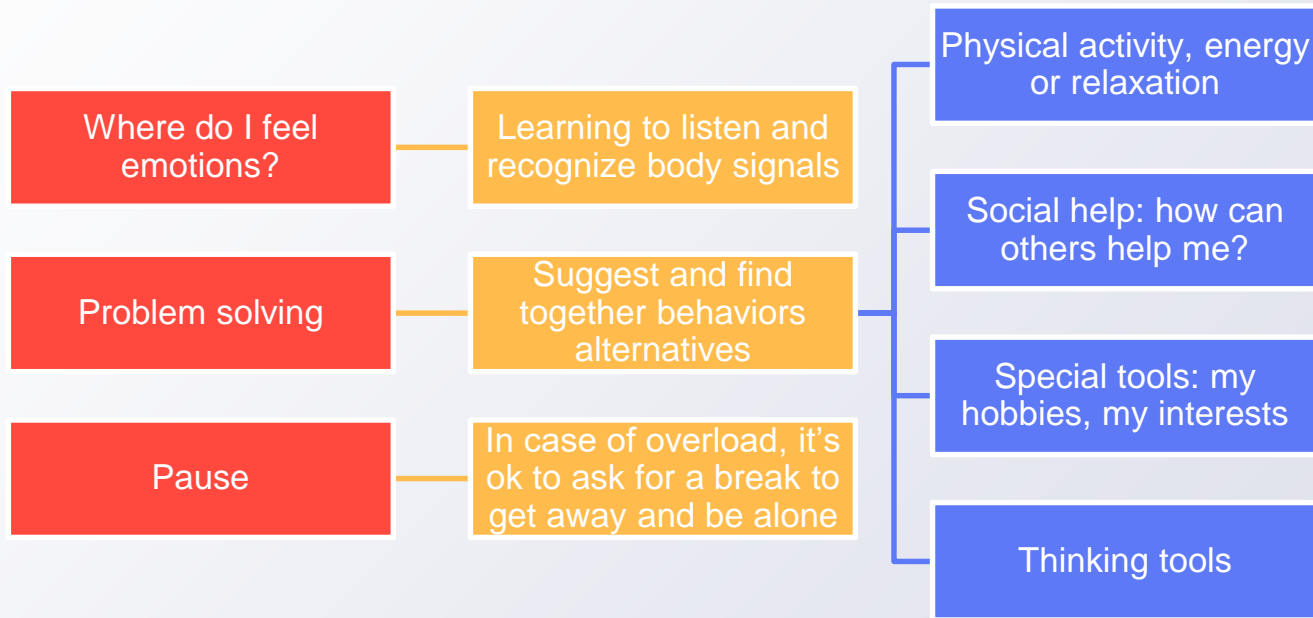 Where do I feel
emotions?
Learning to listen and
recognize body signals
Problem solving
Suggest and find
together behaviors
alternatives
Pause
In case of overload, it’s
ok to ask for a break to
get away and be alone
Physical activity, energy
or relaxation
Social help: how can
others help me?
Special tools: my
hobbies, my interests
Thinking tools